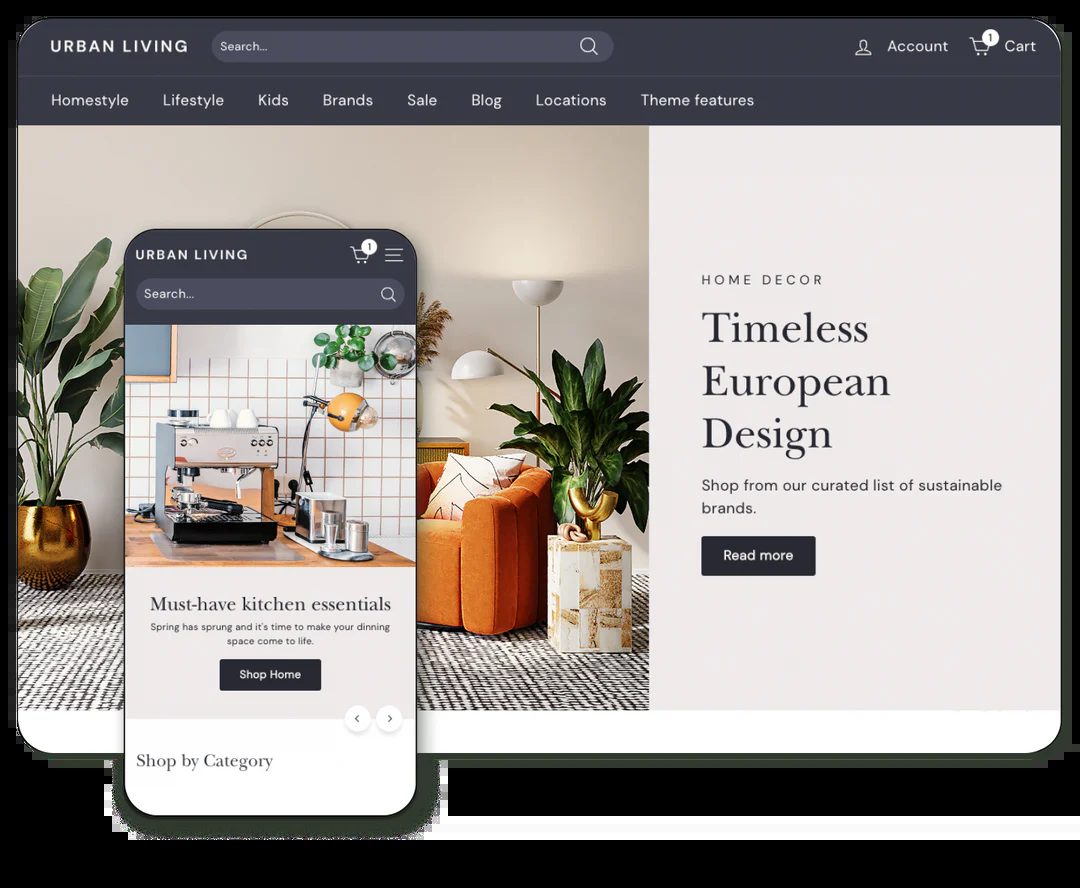 URBAN LIVING
Search...
1
Account
Cart
Homestyle
Lifestyle
Kids
Brands
Sale
Blog
Locations
Theme features
HOME DECOR
Timeless
European
Design
Shop from our curated list of sustainable
brands.
Read more
URBAN LIVING
1
Search...
Must-have kitchen essentials
Spring has sprung and it's time to make your dinning
space come to life.
Shop Home
Shop by Category